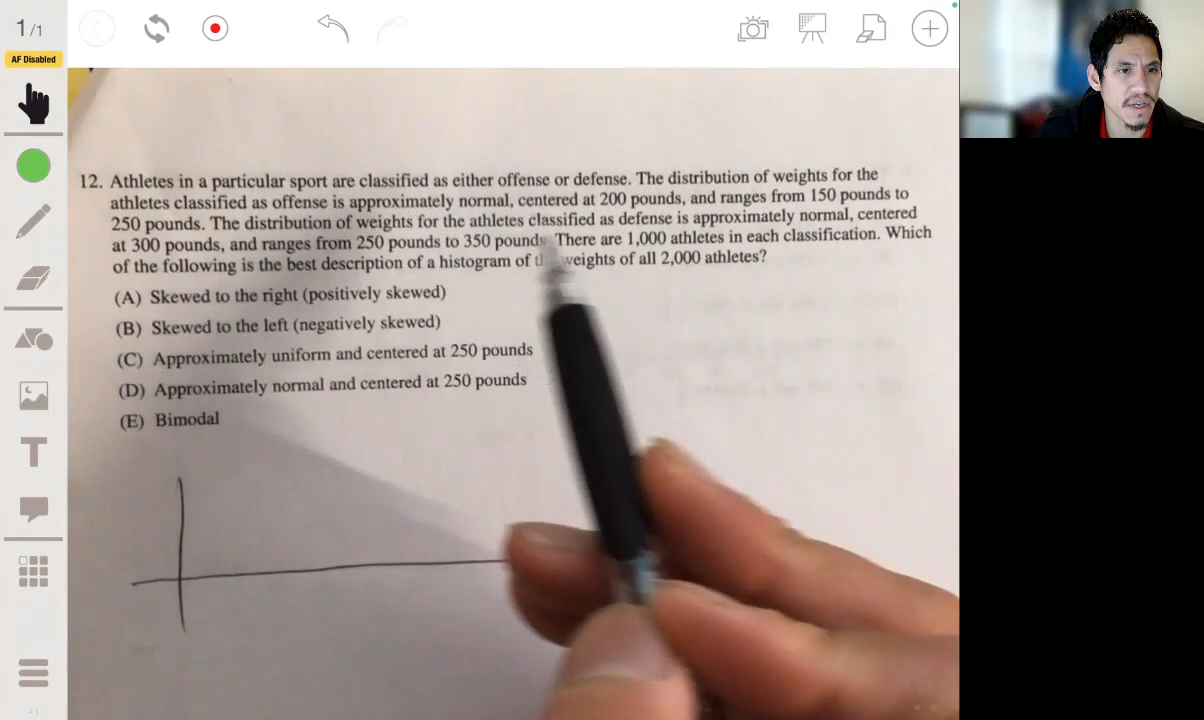 1/1
AF Disabled
12. Athletes in a particular sport are classified as either offense or defense. The distribution of weights for the
athletes classified as offense is approximately normal, centered at 200 pounds, and ranges from 150 pounds to
250 pounds. The distribution of weights for the athletes classified as defense is approximately normal, centered
at 300 pounds, and ranges from 250 pounds to 350 pounds. There are 1,000 athletes in each classification. Which
of the following is the best description of a histogram of weights of all 2,000 athletes?
(A) Skewed to the right (positively skewed)
(B) Skewed to the left (negatively skewed)
(C) Approximately uniform and centered at 250 pounds
(D) Approximately normal and centered at 250 pounds
(E) Bimodal
T